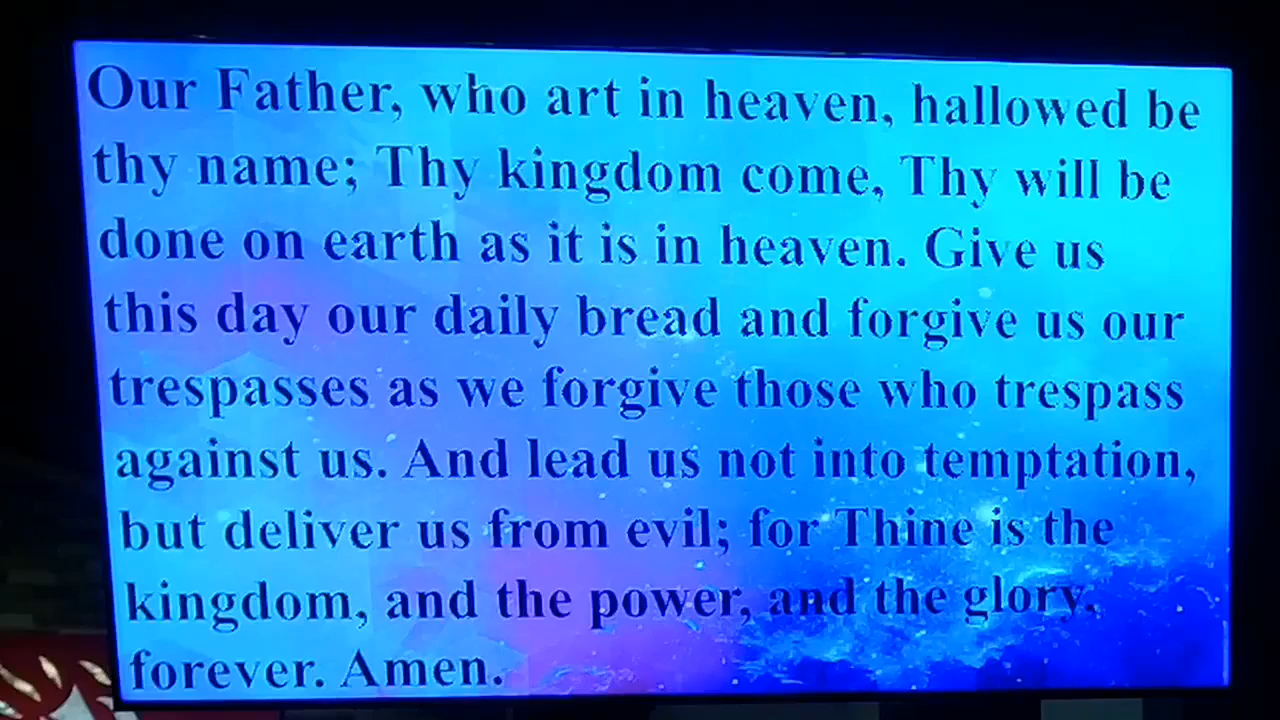 Our Father, who art in heaven, hallowed be
thy name; Thy kingdom come, Thy will be
done on earth as it is in heaven. Give us
this day our daily bread and forgive us our
trespasses as we forgive those who trespass
against us. And lead us not into temptation,
but deliver us from evil; for Thine is the
kingdom, and the power, and the glory,
forever. Amen.